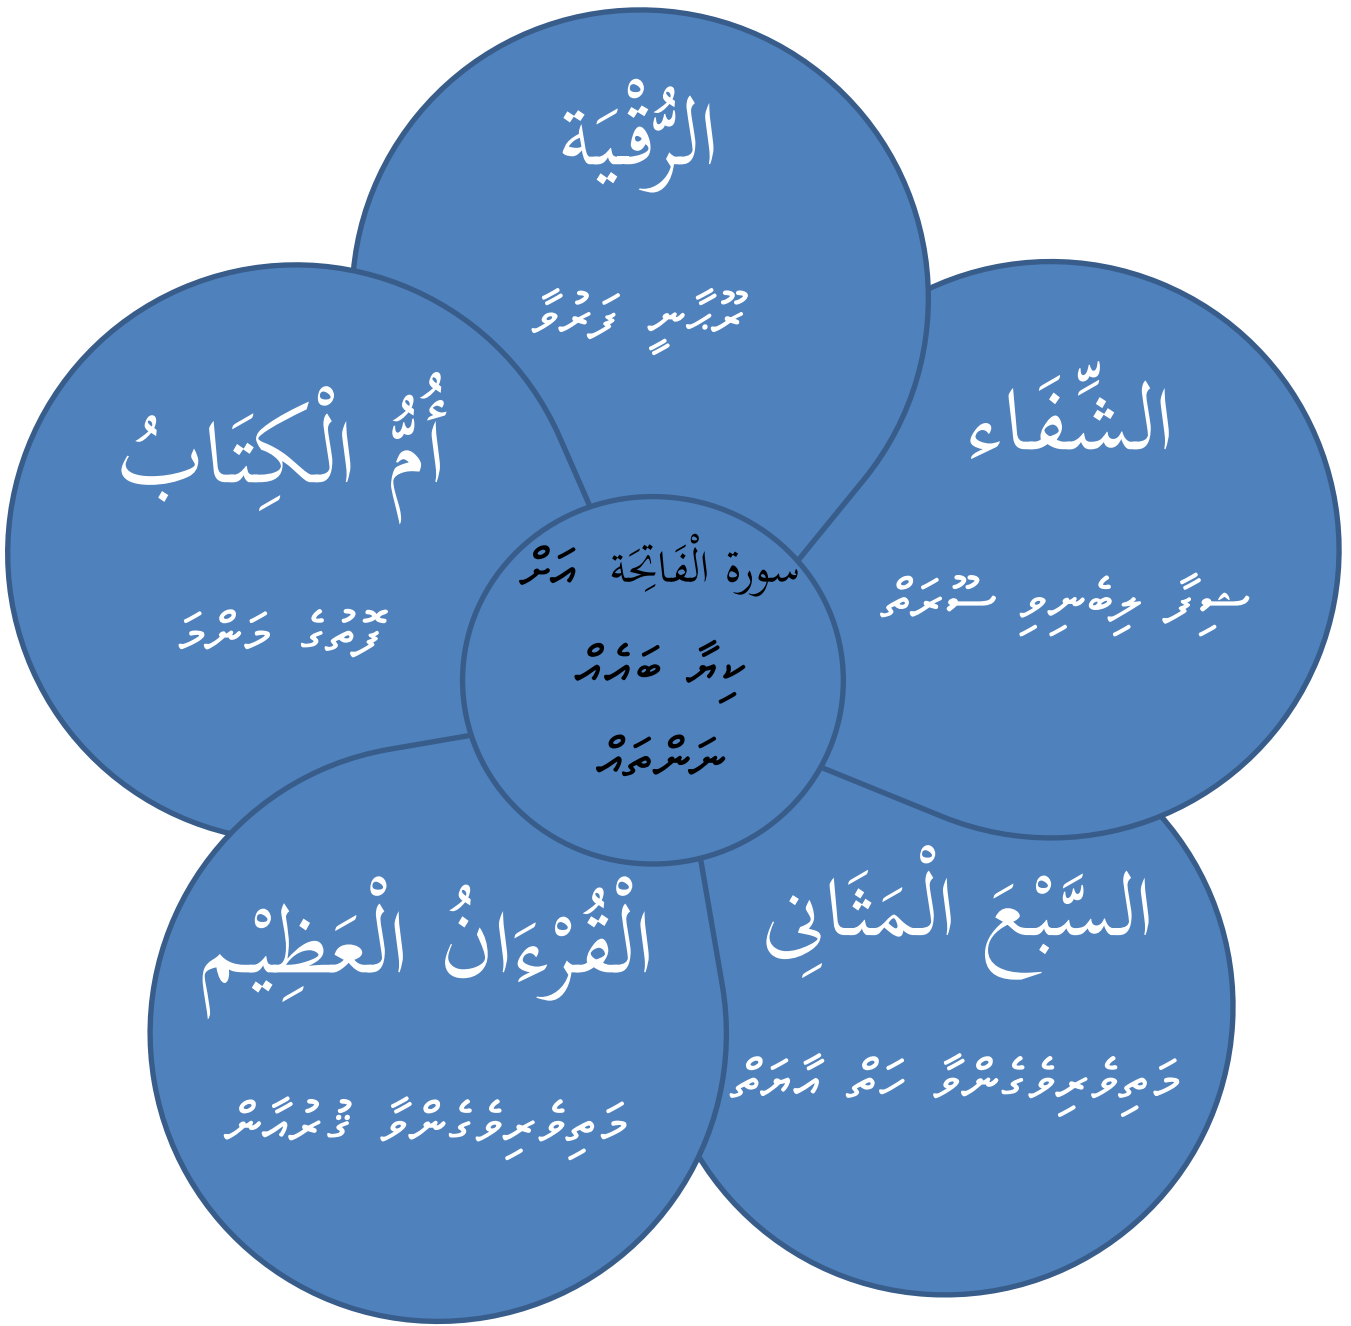 الرُّقْيَة
ރޫޙާނީ ފަރުވާ
الشِّفَاء
ޝިފާ ލިބެނިވި ސޫރަތް
أُمُّ الْكِتَابُ
ފޮތުގެ މަންމަ
سورة الْفَاتِحَة އަށް
ކިޔާ ބައެއް
ނަންތައް
السَّبْعَ الْمَثَانِى
މަތިވެރިވެގެންވާ ހަތް އާޔަތް
الْقُرْءَانُ الْعَظِيْم
މަތިވެރިވެގެންވާ ޤުރުއާން